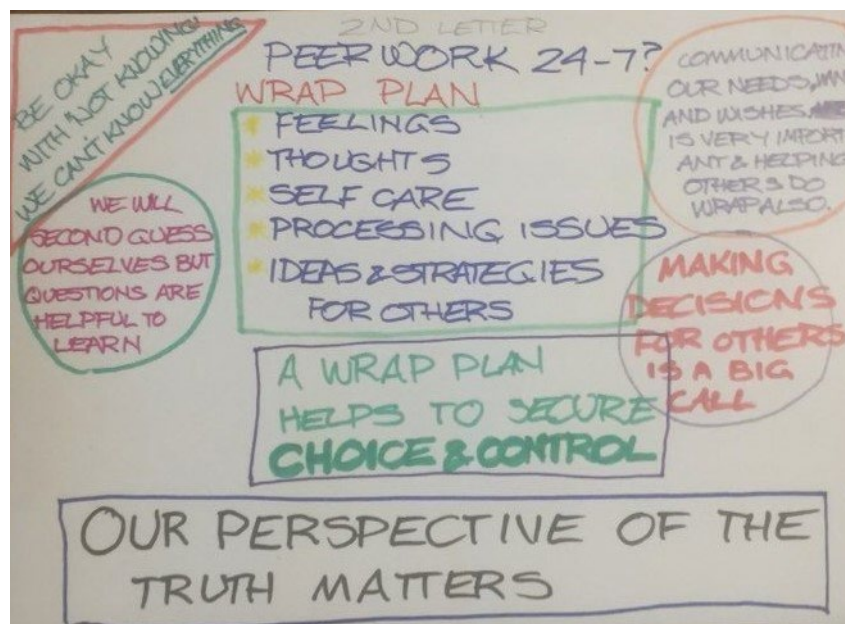 2ND LETTER
PEER WORK 24-7?
WRAP PLAN
* FEELINGS
* THOUGHTS
* SELF CARE
* PROCESSING ISSUES
* IDEAS & STRATEGIES
FOR OTHERS
BE OKAY
WITH "NOT KNOWING"
WE CAN'T KNOW EVERYTHING
WE WILL
SECOND GUESS
OURSELVES BUT
QUESTIONS ARE
HELPFUL TO
LEARN
COMMUNICATIN
OUR NEEDS,
AND WISHES
IS VERY IMPORT
ANT & HELPING
OTHERS DO
WRAP ALSO.
MAKING
DECISIONS
FOR OTHERS
IS A BIG
CALL
A WRAP PLAN
HELPS TO SECURE
CHOICE & CONTROL
OUR PERSPECTIVE OF THE
TRUTH MATTERS